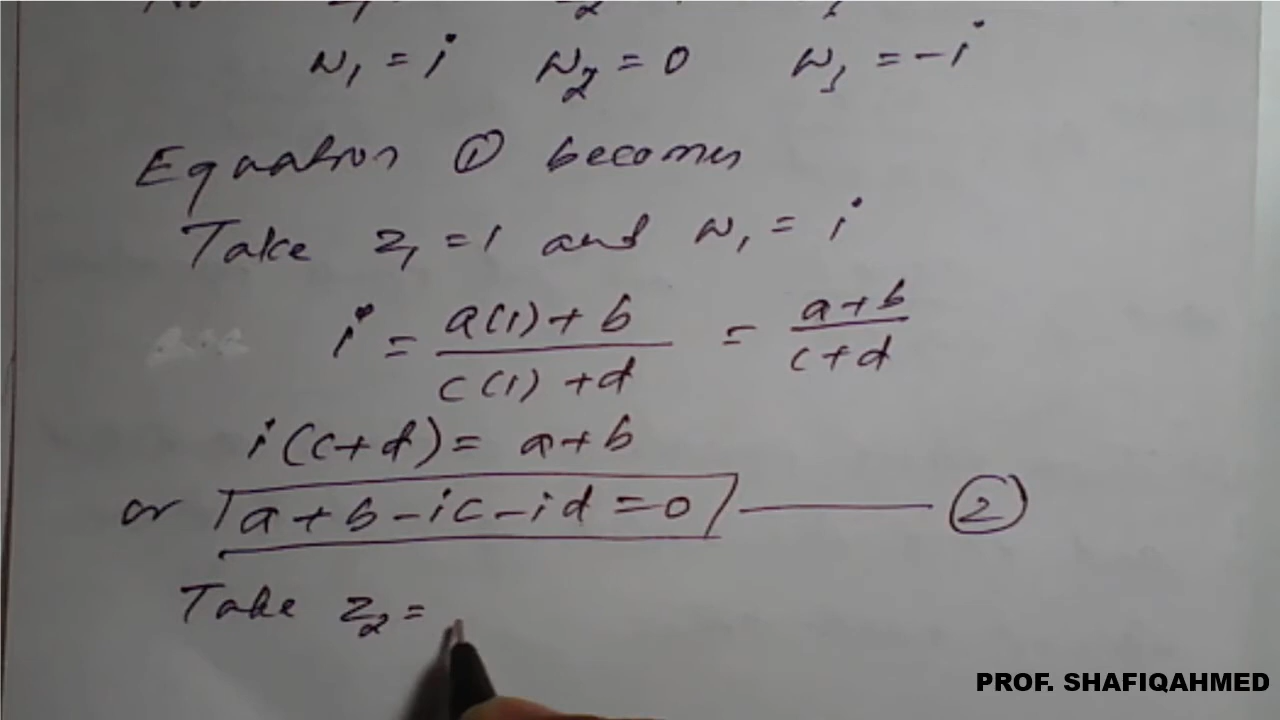 w₁ = i w₂ = 0 w₃ = -i
Equation ① becomes
Take z₁ = 1 and w₁ = i
i = a(1) + b / c(1) + d = a + b / c + d
i(c+d) = a+b
or a + b - ic - id = 0 ——— ②
Take z₂ =
PROF. SHAFIQAHMED